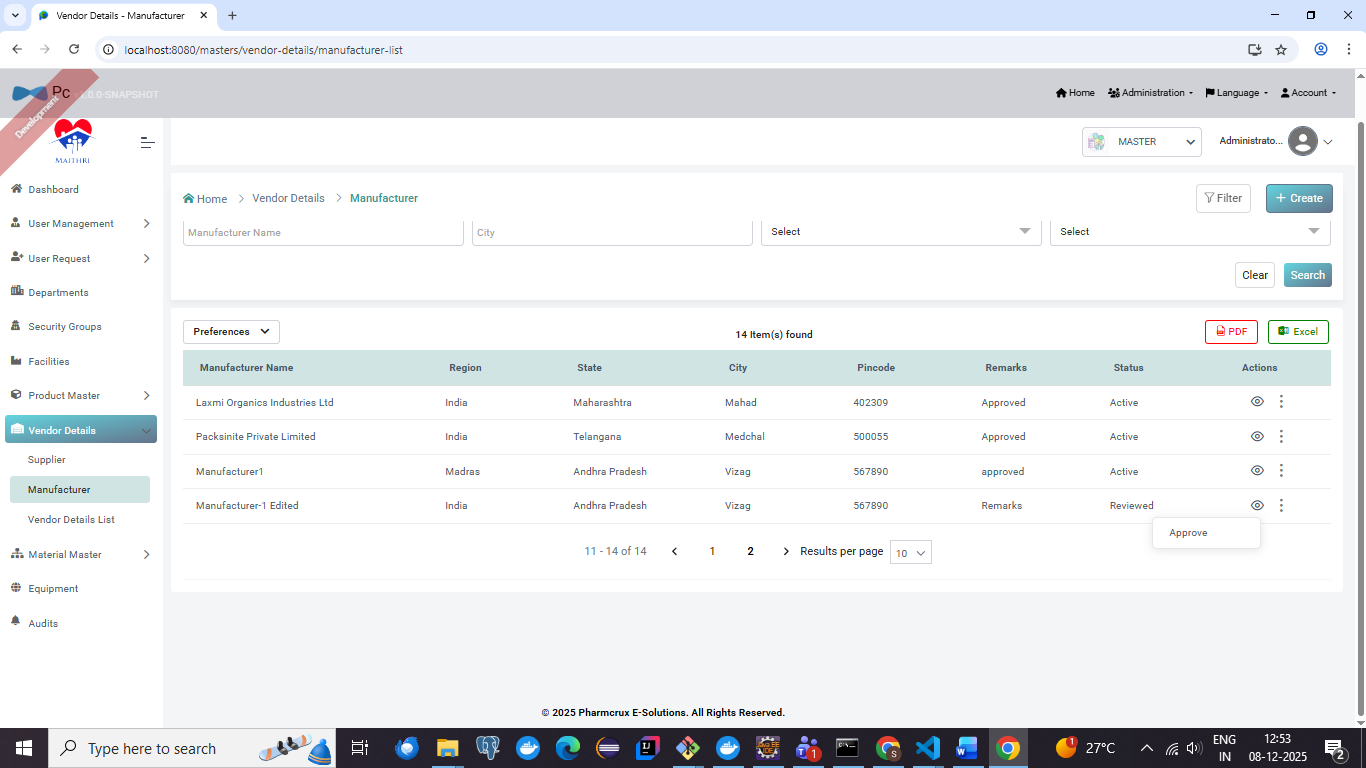 Vendor Details - Manufacturer
localhost:8080/masters/vendor-details/manufacturer-list
Pc v1.0.0-SNAPSHOT
Development
Home
Administration
Language
Account
MAITHRI
MASTER
Administrato...
Dashboard
User Management
User Request
Departments
Security Groups
Facilities
Product Master
Vendor Details
Supplier
Manufacturer
Vendor Details List
Material Master
Equipment
Audits
Home > Vendor Details > Manufacturer
Filter
+ Create
Manufacturer Name
City
Select
Select
Clear
Search
Preferences
14 Item(s) found
PDF
Excel
Manufacturer Name Region State City Pincode Remarks Status Actions
Laxmi Organics Industries Ltd India Maharashtra Mahad 402309 Approved Active
Packsinite Private Limited India Telangana Medchal 500055 Approved Active
Manufacturer1 Madras Andhra Pradesh Vizag 567890 approved Active
Manufacturer-1 Edited India Andhra Pradesh Vizag 567890 Remarks Reviewed
Approve
11 - 14 of 14 < 1 2 > Results per page 10
© 2025 Pharmcrux E-Solutions. All Rights Reserved.
Type here to search
1
S
1
27°C
ENG
IN
12:53
08-12-2025
2